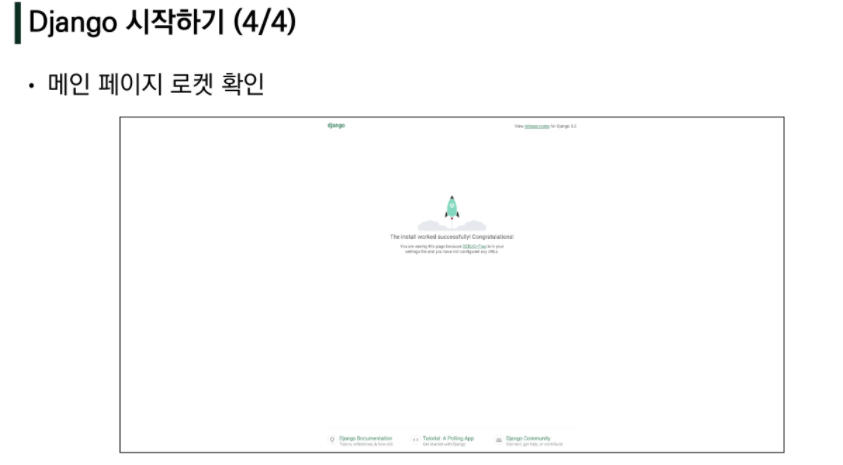 Django 시작하기 (4/4)
• 메인 페이지 로켓 확인
django
View release notes for Django 3.2
The install worked successfully! Congratulations!
You are seeing this page because DEBUG=True is in your
settings file and you have not configured any URLs.
Django Documentation
Topics, references, & how-to's
Tutorial: A Polling App
Get started with Django
Django Community
Connect, get help, or contribute